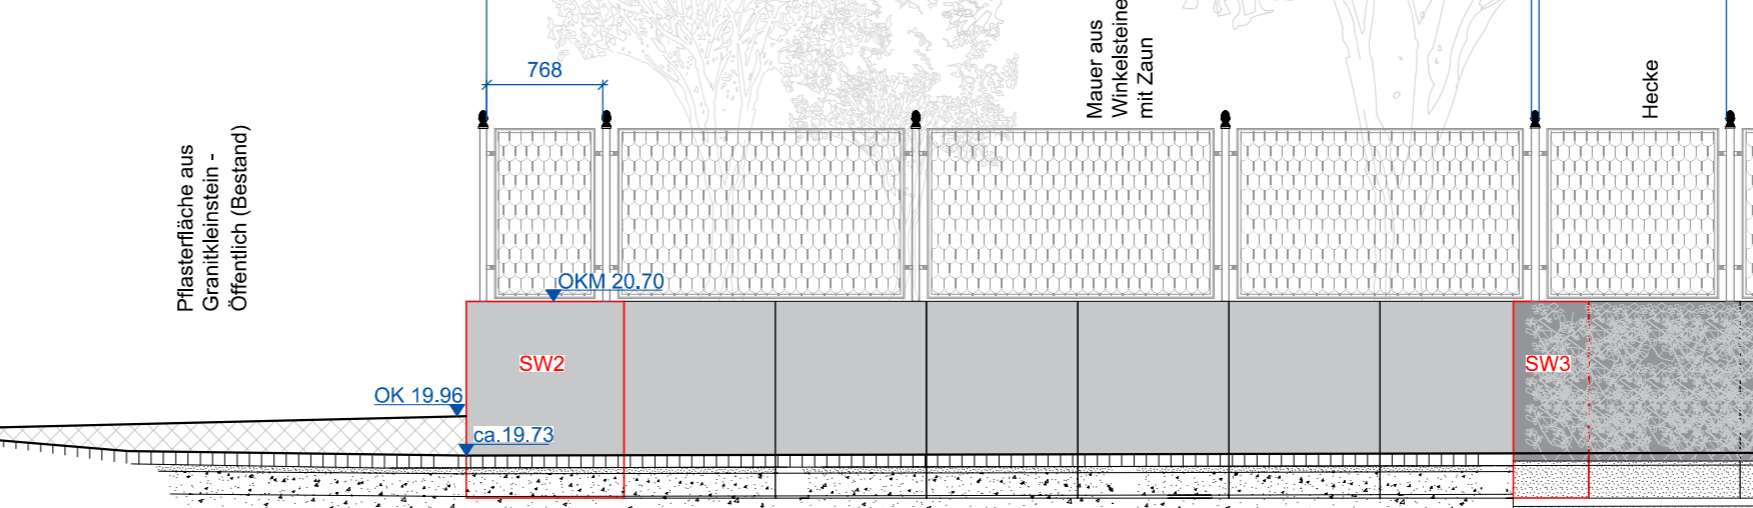 768
Mauer aus
Winkelsteine
mit Zaun
Hecke
Pflasterfläche aus
Granitkleinstein -
Öffentlich (Bestand)
OKM 20.70
SW2
SW3
OK 19.96
ca.19.73